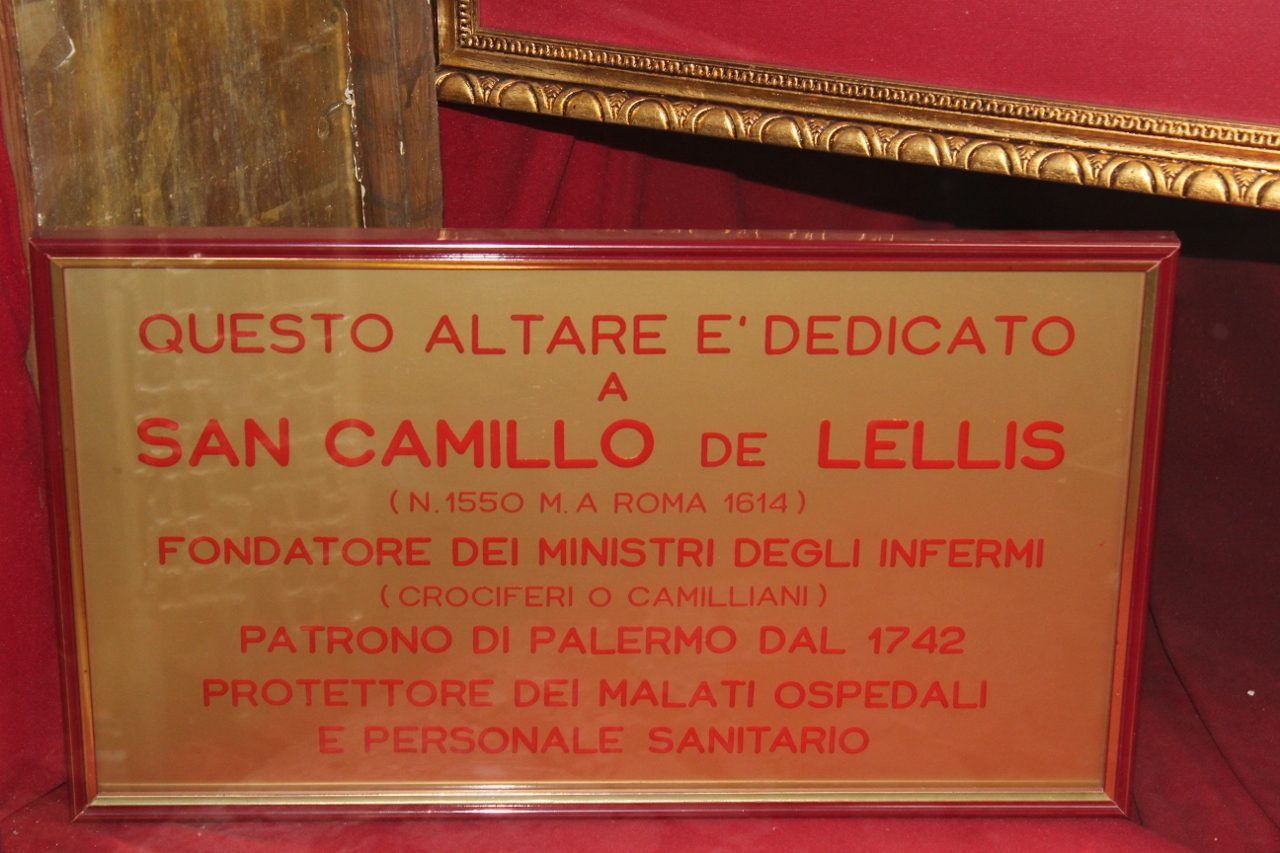 QUESTO ALTARE E' DEDICATO
A
SAN CAMILLO DE LELLIS
(N. 1550 M. A ROMA 1614)
FONDATORE DEI MINISTRI DEGLI INFERMI
(CROCIFERI O CAMILLIANI)
PATRONO DI PALERMO DAL 1742
PROTETTORE DEI MALATI OSPEDALI
E PERSONALE SANITARIO